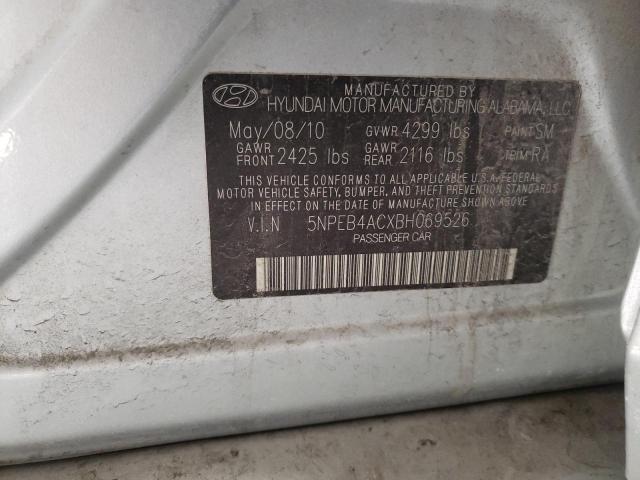 MANUFACTURED BY
HYUNDAI MOTOR MANUFACTURING ALABAMA, LLC
May/08/10 GVWR 4299 lbs PAINT SM
GAWR FRONT 2425 lbs GAWR REAR 2116 lbs TRIM RA
THIS VEHICLE CONFORMS TO ALL APPLICABLE U.S.A. FEDERAL
MOTOR VEHICLE SAFETY, BUMPER, AND THEFT PREVENTION
STANDARDS IN EFFECT ON THE DATE OF MANUFACTURE SHOWN ABOVE.
V.I.N 5NPEB4ACXBH069526
PASSENGER CAR